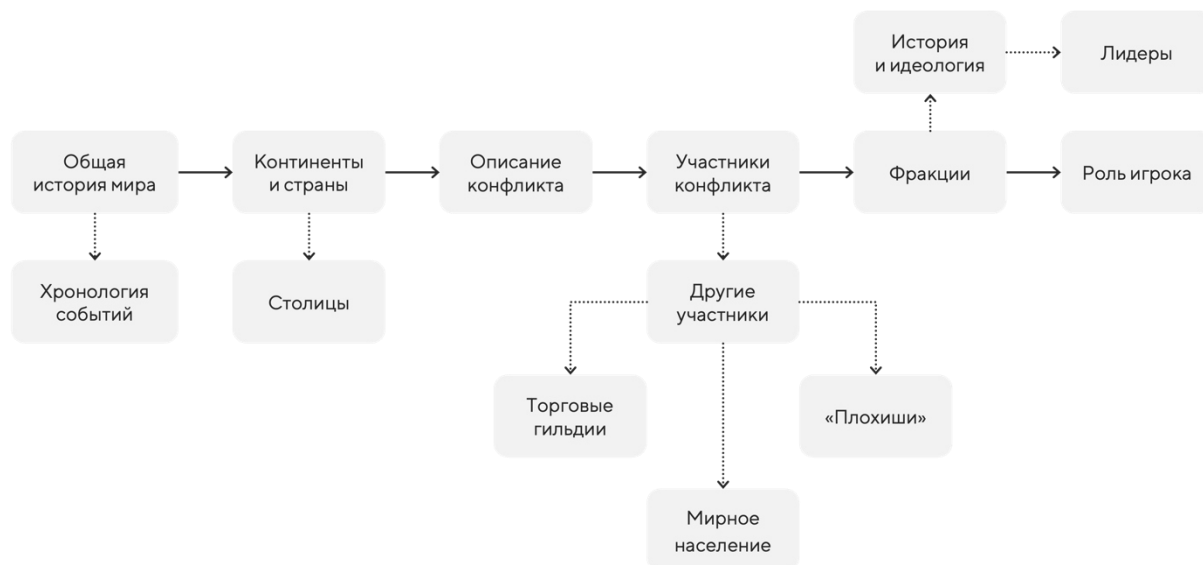 История
и идеология
Лидеры
Общая
история мира
Континенты
и страны
Описание
конфликта
Участники
конфликта
Фракции
Роль игрока
Хронология
событий
Столицы
Другие
участники
Торговые
гильдии
«Плохиши»
Мирное
население